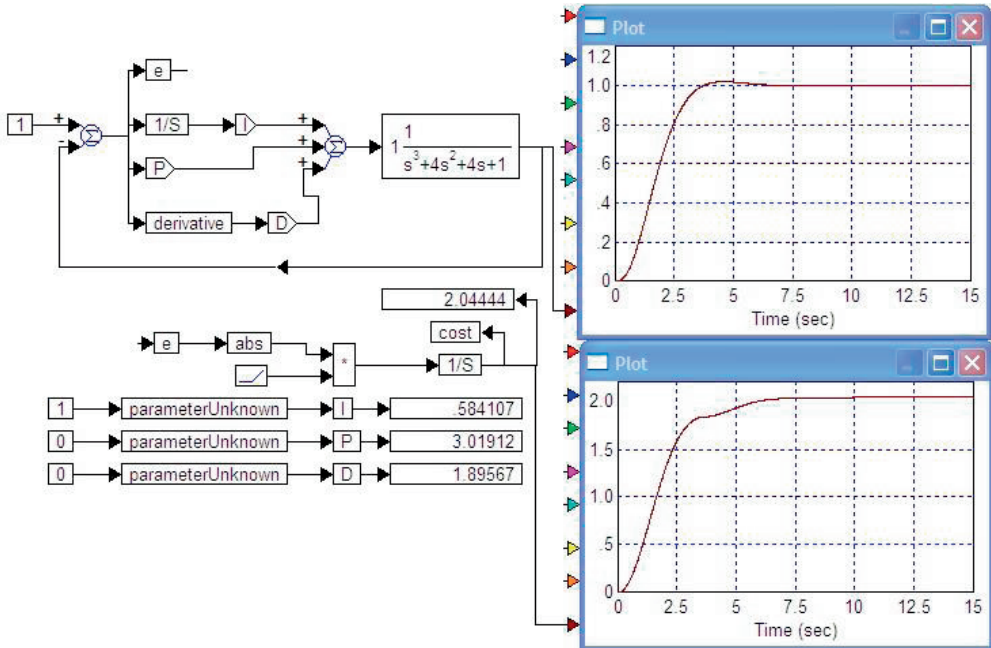 e
1
+
-
Σ
1/S
I
+
P
+
Σ
derivative
D
+
1 1
s³+4s²+4s+1
Plot
1.2
1.0
.8
.6
.4
.2
0
0 2.5 5 7.5 10 12.5 15
Time (sec)
2.04444
cost
e
abs
*
1/S
1
parameterUnknown
I
.584107
0
parameterUnknown
P
3.01912
0
parameterUnknown
D
1.89567
Plot
2.0
1.5
1.0
.5
0
0 2.5 5 7.5 10 12.5 15
Time (sec)